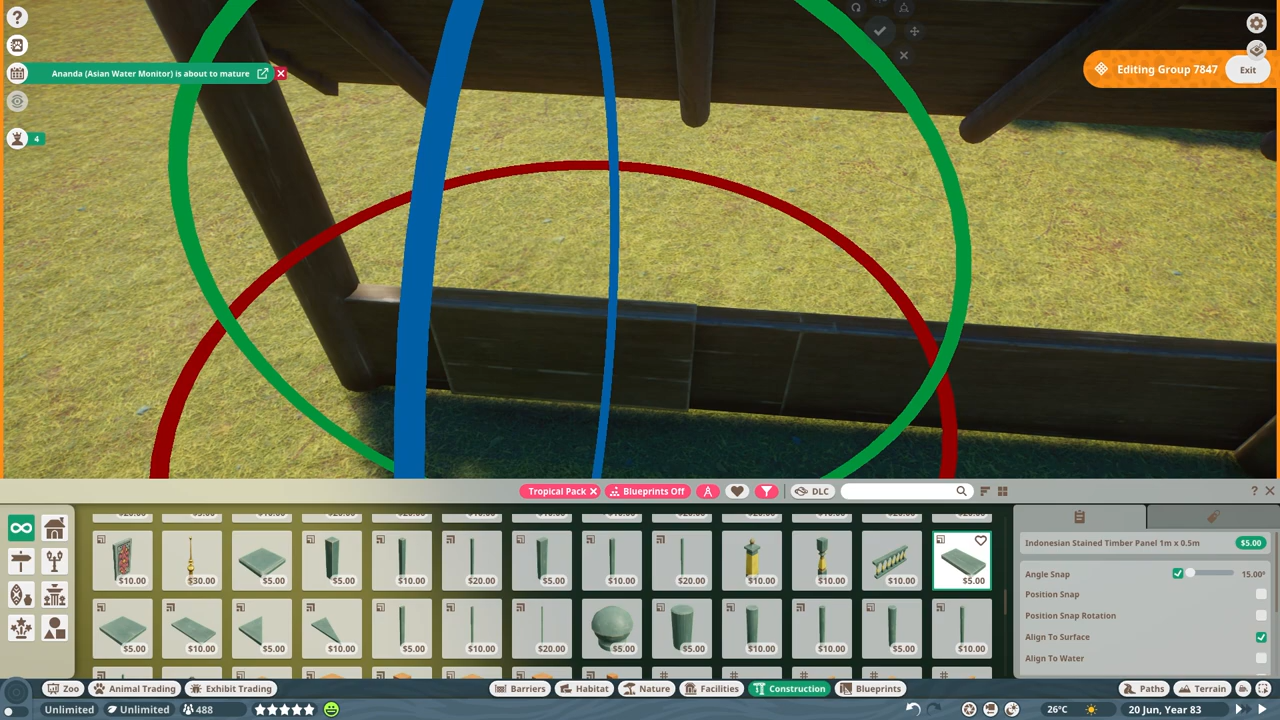 ?
Ananda (Asian Water Monitor) is about to mature
4
Editing Group 7847
Exit
Tropical Pack
Blueprints Off
DLC
?
$10.00
$30.00
$5.00
$5.00
$10.00
$20.00
$5.00
$10.00
$20.00
$10.00
$10.00
$10.00
$5.00
$5.00
$10.00
$5.00
$10.00
$5.00
$10.00
$20.00
$5.00
$5.00
$10.00
$10.00
$5.00
$10.00
Indonesian Stained Timber Panel 1m x 0.5m
$5.00
Angle Snap
15.00°
Position Snap
Position Snap Rotation
Align To Surface
Align To Water
Zoo
Animal Trading
Exhibit Trading
Barriers
Habitat
Nature
Facilities
Construction
Blueprints
Paths
Terrain
Unlimited
Unlimited
488
26°C
20 Jun, Year 83